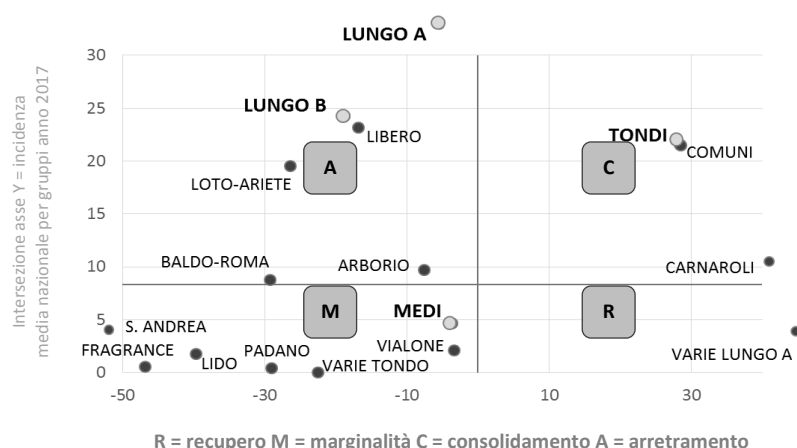 LUNGO A
30
LUNGO B
25
LIBERO
TONDI
COMUNI
20
A
C
LOTO-ARIETE
15
BALDO-ROMA
ARBORIO
CARNAROLI
10
M
MEDI
R
5
S. ANDREA
FRAGRANCE
LIDO
PADANO
VIALONE
VARIE TONDO
VARIE LUNGO A
0
-50
-30
-10
10
30
Intersezione asse Y = incidenza
media nazionale per gruppi anno 2017
R = recupero M = marginalità C = consolidamento A = arretramento